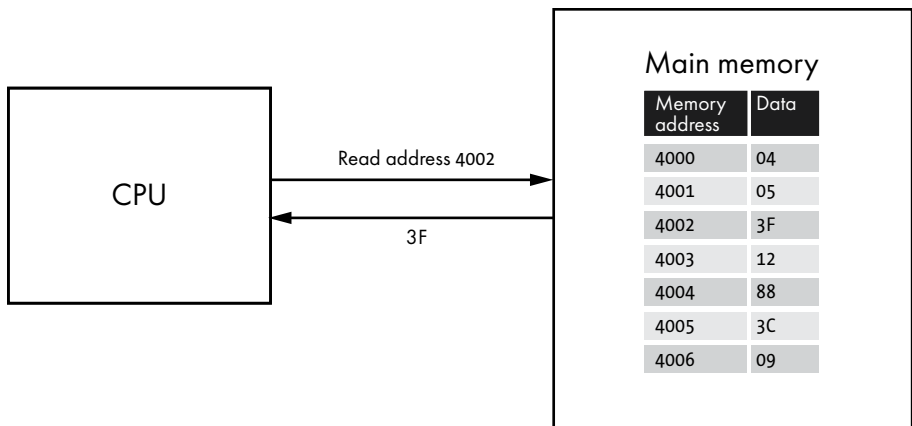 CPU
Read address 4002
3F
Main memory
Memory address Data
4000 04
4001 05
4002 3F
4003 12
4004 88
4005 3C
4006 09